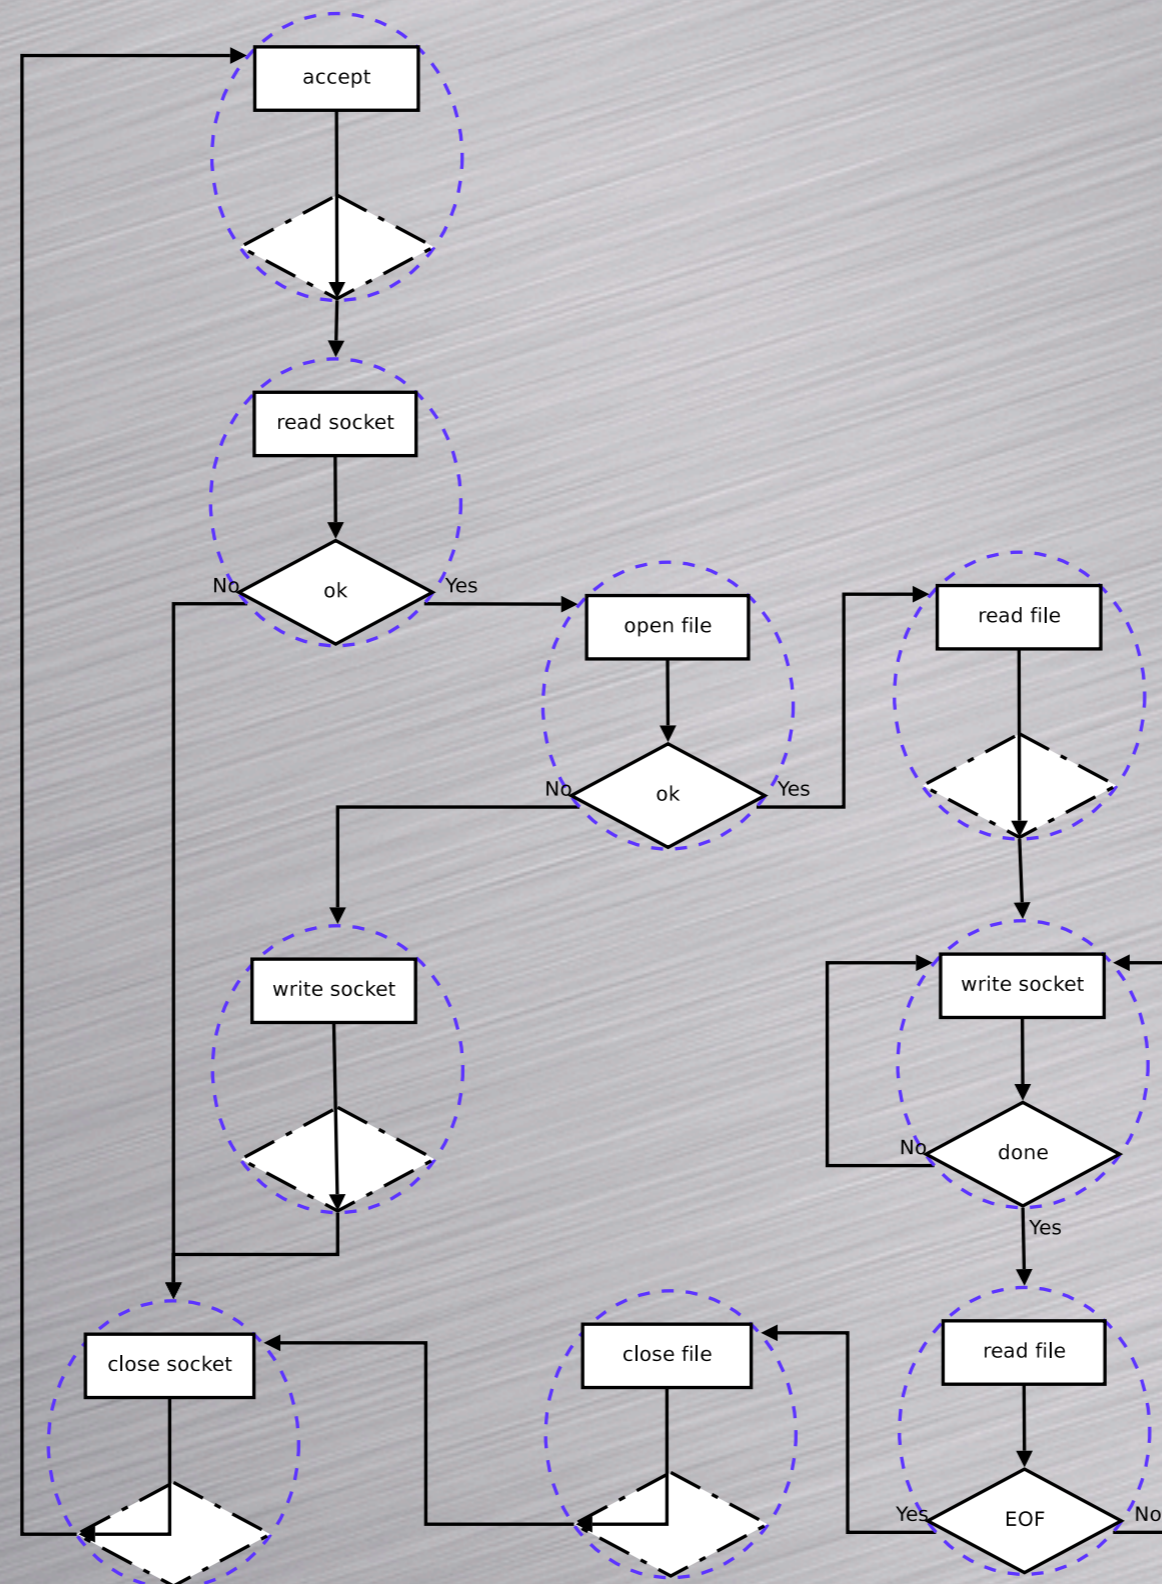 accept
read socket
No
ok
Yes
open file
No
ok
Yes
read file
write socket
write socket
No
done
Yes
close socket
close file
read file
Yes
EOF
No